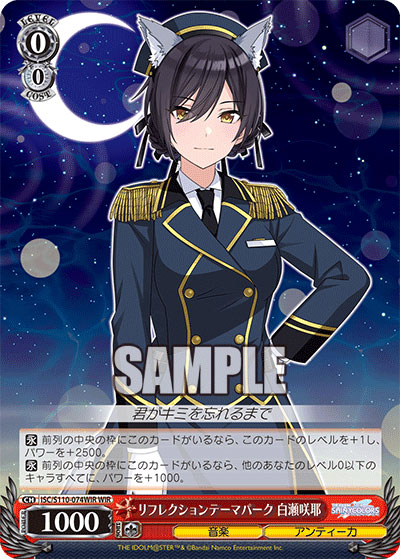 LEVEL
0
0
COST
SAMPLE
君がキミを忘れるまで
永 前列の中央の枠にこのカードがいるなら、このカードのレベルを+1し、
パワーを+2500。
永 前列の中央の枠にこのカードがいるなら、他のあなたのレベル0以下の
キャラすべてに、パワーを+1000。
CH ISC/S110-074WIR WIR
1000
リフレクションテーマパーク 白瀬咲耶
SHINYCOLORS
音楽
アンティーカ
THE IDOLM@STER™& ©Bandai Namco Entertainment Inc.